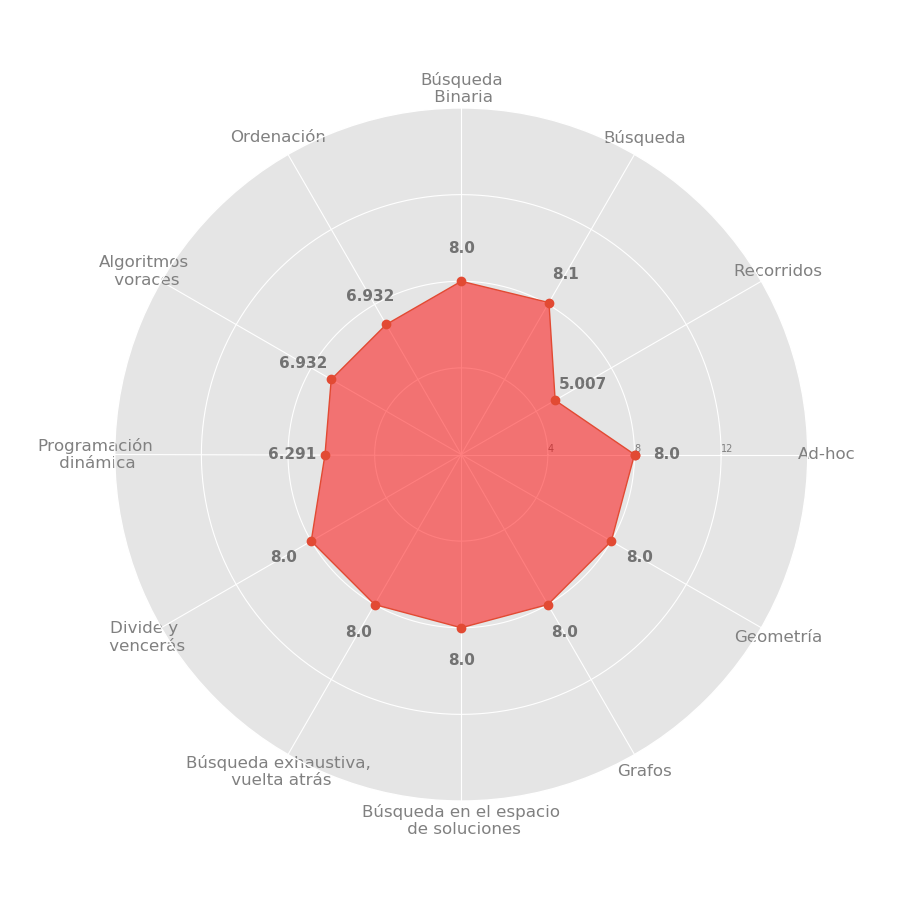 Búsqueda
Binaria
Ordenación
Búsqueda
8.0
Algoritmos
voraces
8.1
Recorridos
6.932
6.932
5.007
Programación
dinámica
6.291
4
8
12
8.0
Ad-hoc
8.0
8.0
Divide y
vencerás
8.0
8.0
Geometría
8.0
Búsqueda exhaustiva,
vuelta atrás
Grafos
Búsqueda en el espacio
de soluciones